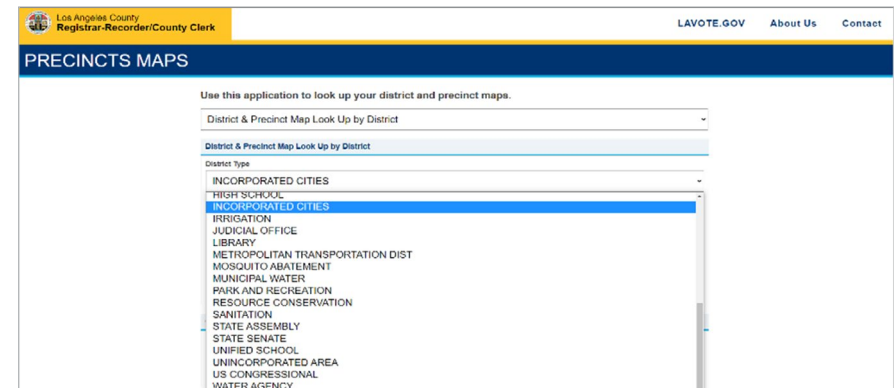 Los Angeles County
Registrar-Recorder/County Clerk
LAVOTE.GOV About Us Contact
PRECINCTS MAPS
Use this application to look up your district and precinct maps.
District & Precinct Map Look Up by District
District & Precinct Map Look Up by District
District Type
INCORPORATED CITIES
HIGH SCHOOL
INCORPORATED CITIES
IRRIGATION
JUDICIAL OFFICE
LIBRARY
METROPOLITAN TRANSPORTATION DIST
MOSQUITO ABATEMENT
MUNICIPAL WATER
PARK AND RECREATION
RESOURCE CONSERVATION
SANITATION
STATE ASSEMBLY
STATE SENATE
UNIFIED SCHOOL
UNINCORPORATED AREA
US CONGRESSIONAL
WATER AGENCY